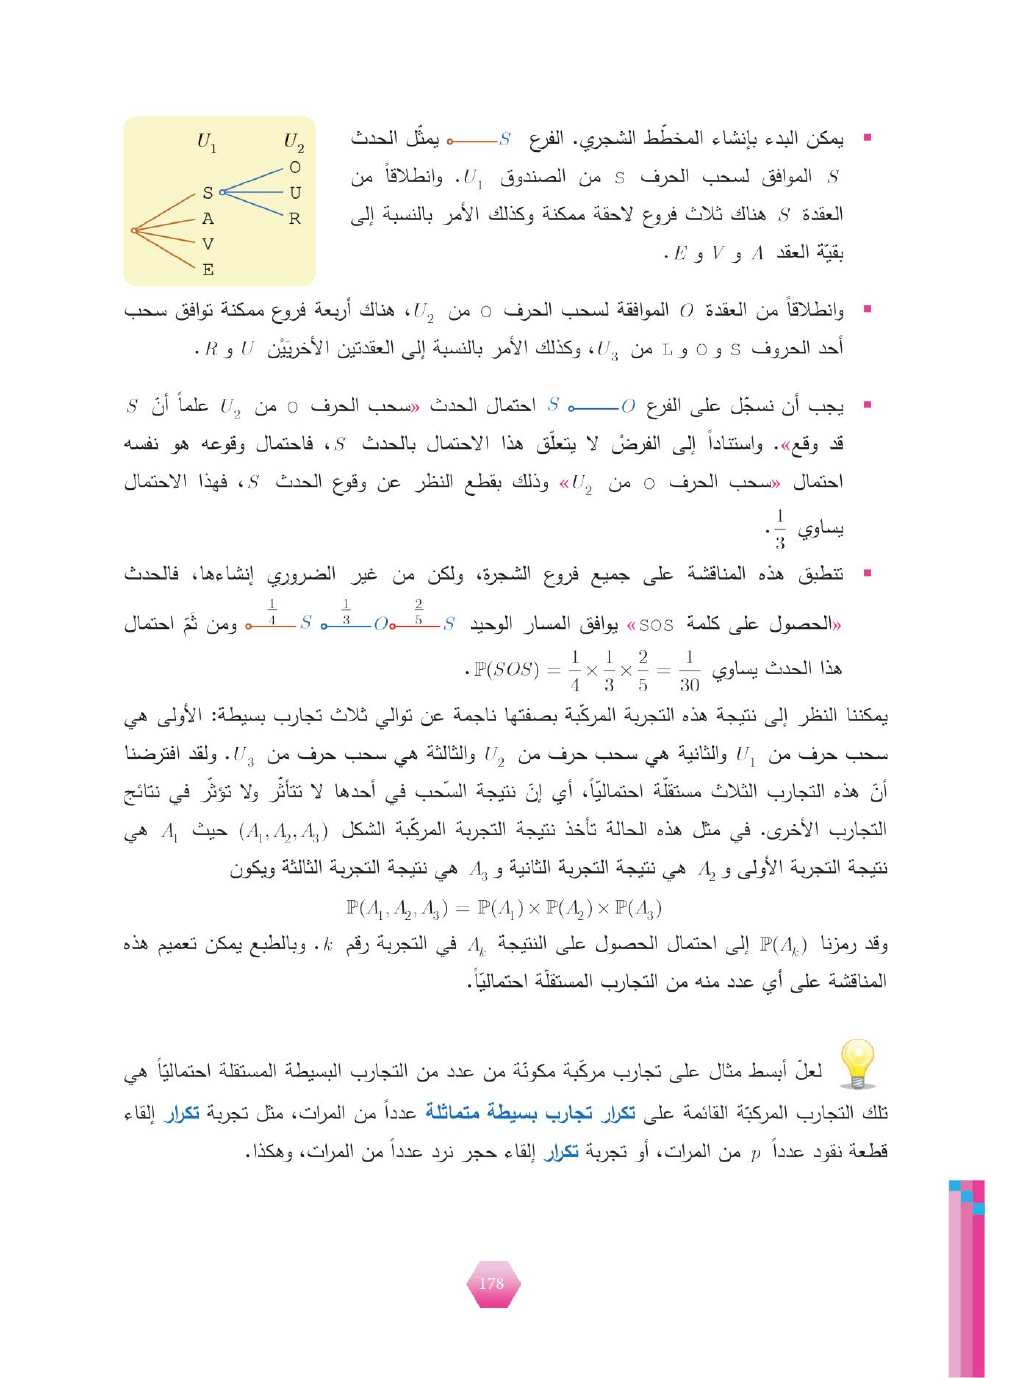 ▪ يمكن البدء بإنشاء المخطّط الشجري. الفرع S يمثّل الحدث
S الموافق لسحب الحرف S من الصندوق U₁. وانطلاقاً من
العقدة S هناك ثلاث فروع لاحقة ممكنة وكذلك الأمر بالنسبة إلى
بقيّة العقد A و V و E.
U₁ U₂
O
S U
A R
V
E
▪ وانطلاقاً من العقدة O الموافقة لسحب الحرف O من U₂، هناك أربعة فروع ممكنة توافق سحب
أحد الحروف S و O و L من U₃، وكذلك الأمر بالنسبة إلى العقدتين الأخريَيْن U و R.
▪ يجب أن نسجّل على الفرع S O احتمال الحدث «سحب الحرف O من U₂ علماً أنّ S
قد وقع». واستناداً إلى الفرضْ لا يتعلّق هذا الاحتمال بالحدث S، فاحتمال وقوعه هو نفسه
احتمال «سحب الحرف O من U₂» وذلك بقطع النظر عن وقوع الحدث S، فهذا الاحتمال
يساوي 1/3.
▪ تنطبق هذه المناقشة على جميع فروع الشجرة، ولكن من غير الضروري إنشاءها، فالحدث
«الحصول على كلمة SOS» يوافق المسار الوحيد 1/4 S 1/3 O 2/5 S ومن ثَمّ احتمال
هذا الحدث يساوي ℙ(SOS) = 1/4 × 1/3 × 2/5 = 1/30.
يمكننا النظر إلى نتيجة هذه التجربة المركّبة بصفتها ناجمة عن توالي ثلاث تجارب بسيطة: الأولى هي
سحب حرف من U₁ والثانية هي سحب حرف من U₂ والثالثة هي سحب حرف من U₃. ولقد افترضنا
أنّ هذه التجارب الثلاث مستقلّة احتماليّاً، أي إنّ نتيجة السّحب في أحدها لا تتأثّر ولا تؤثّر في نتائج
التجارب الأخرى. في مثل هذه الحالة تأخذ نتيجة التجربة المركّبة الشكل (A₁, A₂, A₃) حيث A₁ هي
نتيجة التجربة الأولى و A₂ هي نتيجة التجربة الثانية و A₃ هي نتيجة التجربة الثالثة ويكون
ℙ(A₁, A₂, A₃) = ℙ(A₁) × ℙ(A₂) × ℙ(A₃)
وقد رمزنا ℙ(Aₖ) إلى احتمال الحصول على النتيجة Aₖ في التجربة رقم k. وبالطبع يمكن تعميم هذه
المناقشة على أي عدد منه من التجارب المستقلّة احتماليّاً.
لعلّ أبسط مثال على تجارب مركّبة مكونّة من عدد من التجارب البسيطة المستقلة احتماليّاً هي
تلك التجارب المركبّة القائمة على تكرار تجارب بسيطة متماثلة عدداً من المرات، مثل تجربة تكرار إلقاء
قطعة نقود عدداً p من المرات، أو تجربة تكرار إلقاء حجر نرد عدداً من المرات، وهكذا.
178